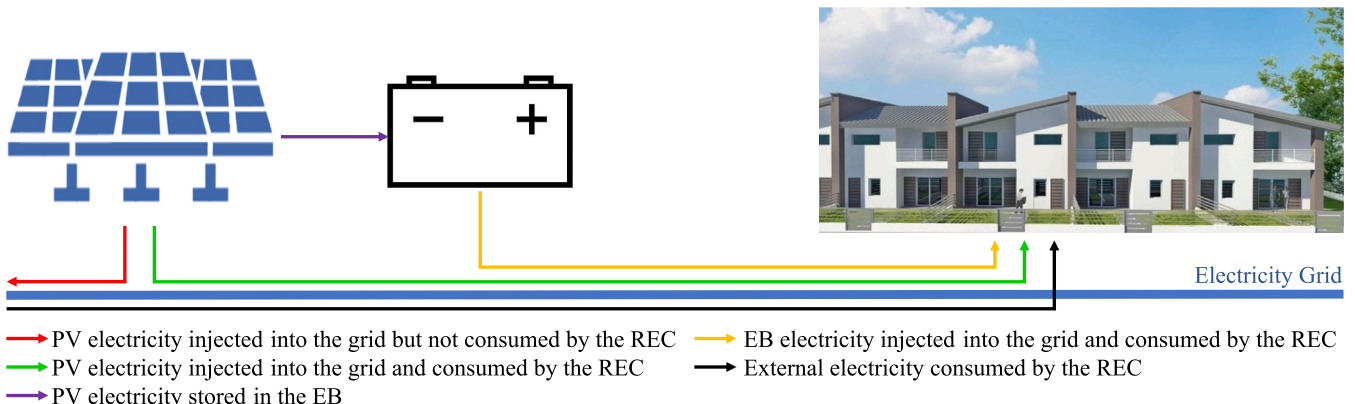 Electricity Grid
PV electricity injected into the grid but not consumed by the REC
EB electricity injected into the grid and consumed by the REC
PV electricity injected into the grid and consumed by the REC
External electricity consumed by the REC
PV electricity stored in the EB